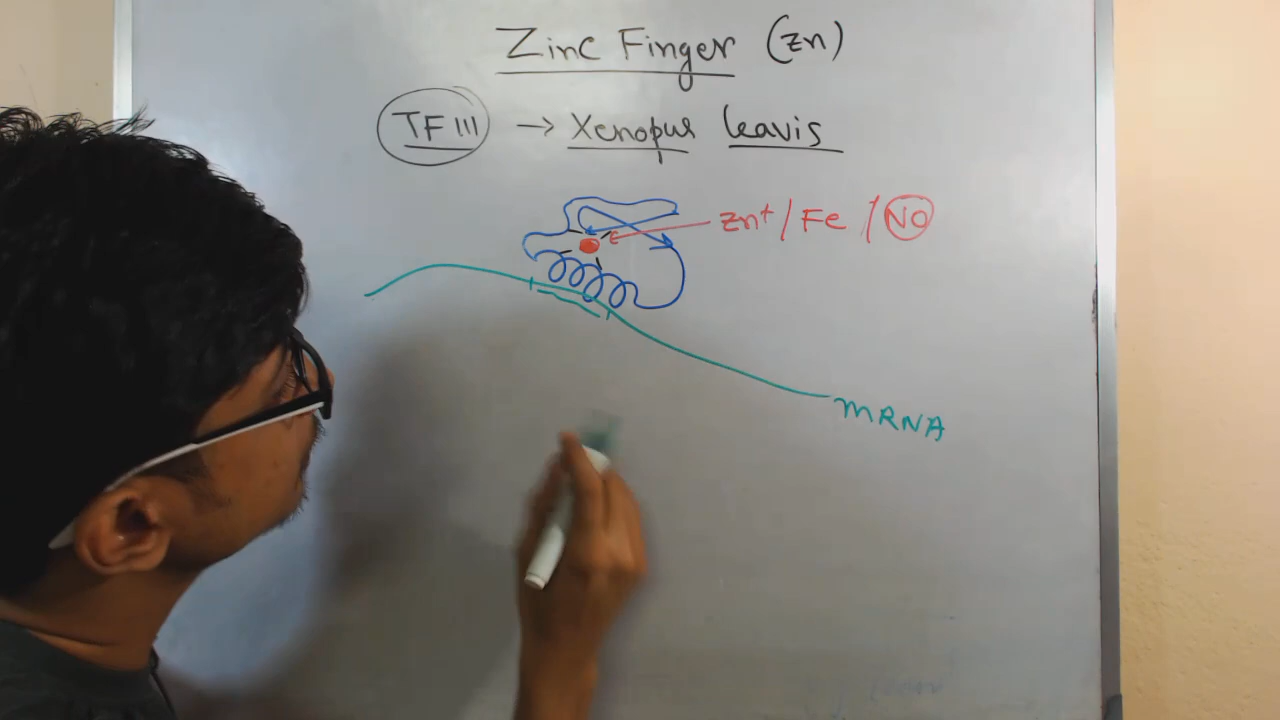 Zinc Finger (Zn)
TF III → Xenopus leavis
Zn+ / Fe / No
mRNA